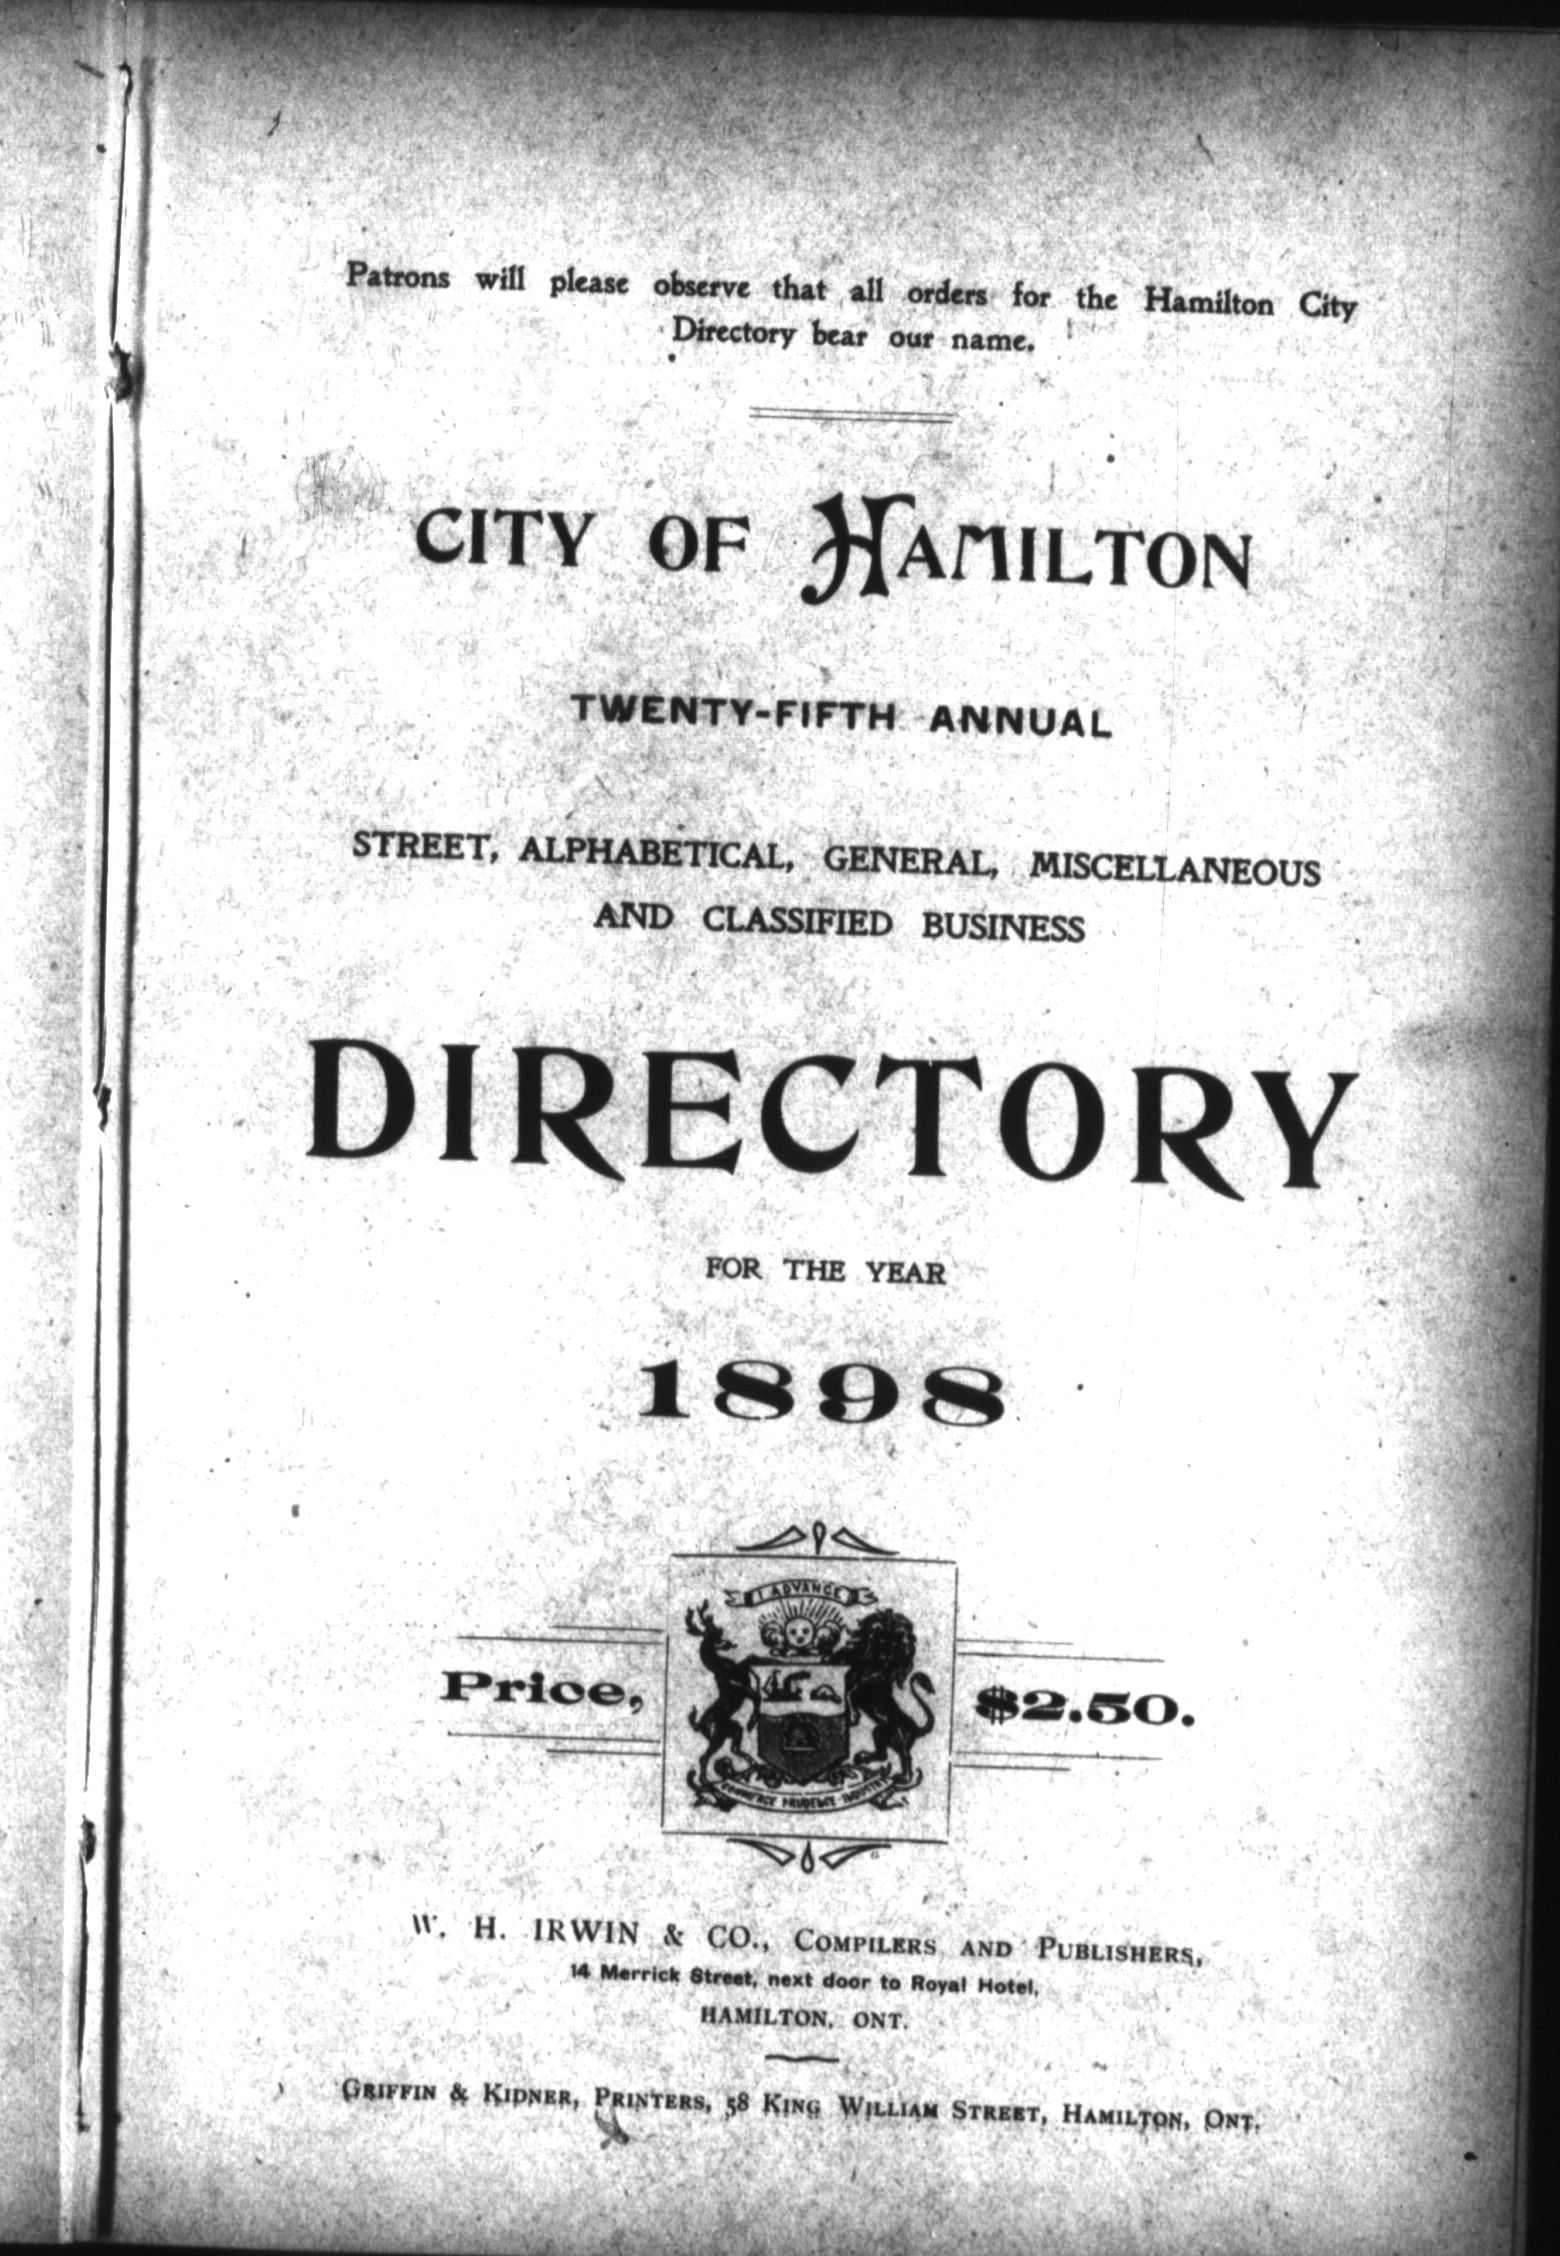 Patrons will please observe that all orders for the Hamilton City
Directory bear our name.
CITY OF HAMILTON
TWENTY-FIFTH ANNUAL
STREET, ALPHABETICAL, GENERAL, MISCELLANEOUS
AND CLASSIFIED BUSINESS
DIRECTORY
FOR THE YEAR
1898
I ADVANCE
Price, $2.50.
COMMERCE PRUDENCE INDUSTRY
W. H. IRWIN & CO., COMPILERS AND PUBLISHERS,
14 Merrick Street, next door to Royal Hotel,
HAMILTON, ONT.
GRIFFIN & KIDNER, PRINTERS, 58 KING WILLIAM STREET, HAMILTON, ONT.